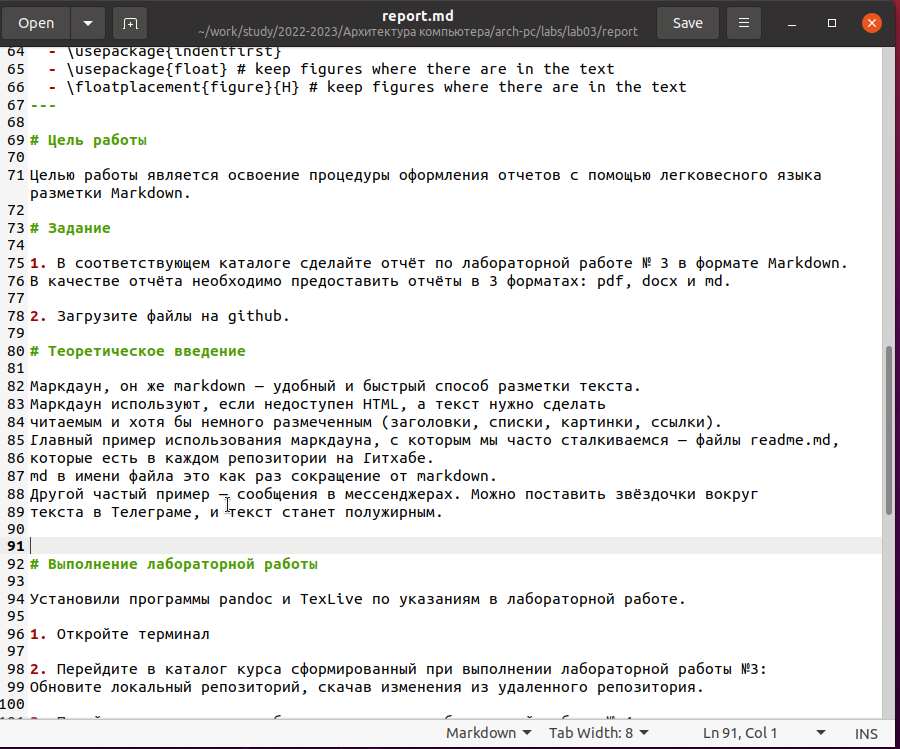 Open
report.md
~/work/study/2022-2023/Архитектура компьютера/arch-pc/labs/lab03/report
Save
64 - \usepackage{indentfirst}
65 - \usepackage{float} # keep figures where there are in the text
66 - \floatplacement{figure}{H} # keep figures where there are in the text
67 ---
68
69 # Цель работы
70
71 Целью работы является освоение процедуры оформления отчетов с помощью легковесного языка
разметки Markdown.
72
73 # Задание
74
75 1. В соответствующем каталоге сделайте отчёт по лабораторной работе № 3 в формате Markdown.
76 В качестве отчёта необходимо предоставить отчёты в 3 форматах: pdf, docx и md.
77
78 2. Загрузите файлы на github.
79
80 # Теоретическое введение
81
82 Маркдаун, он же markdown — удобный и быстрый способ разметки текста.
83 Маркдаун используют, если недоступен HTML, а текст нужно сделать
84 читаемым и хотя бы немного размеченным (заголовки, списки, картинки, ссылки).
85 Главный пример использования маркдауна, с которым мы часто сталкиваемся — файлы readme.md,
86 которые есть в каждом репозитории на Гитхабе.
87 md в имени файла это как раз сокращение от markdown.
88 Другой частый пример — сообщения в мессенджерах. Можно поставить звёздочки вокруг
89 текста в Телеграме, и текст станет полужирным.
90
91
92 # Выполнение лабораторной работы
93
94 Установили программы pandoc и TexLive по указаниям в лабораторной работе.
95
96 1. Откройте терминал
97
98 2. Перейдите в каталог курса сформированный при выполнении лабораторной работы №3:
99 Обновите локальный репозиторий, скачав изменения из удаленного репозитория.
100
Markdown
Tab Width: 8
Ln 91, Col 1
INS